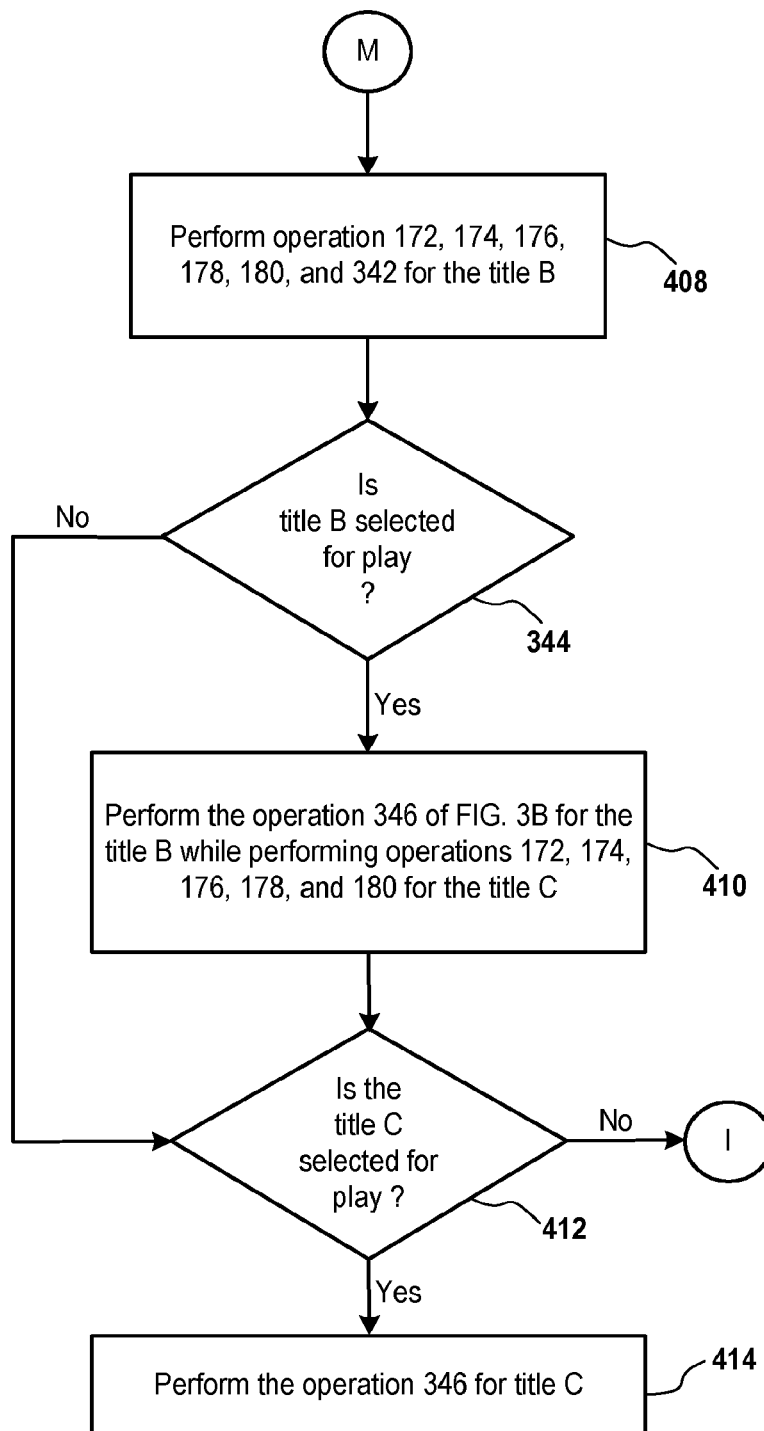 M
Perform operation 172, 174, 176,
178, 180, and 342 for the title B
408
Is
title B selected
for play
?
No
344
Yes
Perform the operation 346 of FIG. 3B for the
title B while performing operations 172, 174,
176, 178, and 180 for the title C
410
Is the
title C
selected for
play ?
No
I
412
Yes
Perform the operation 346 for title C
414